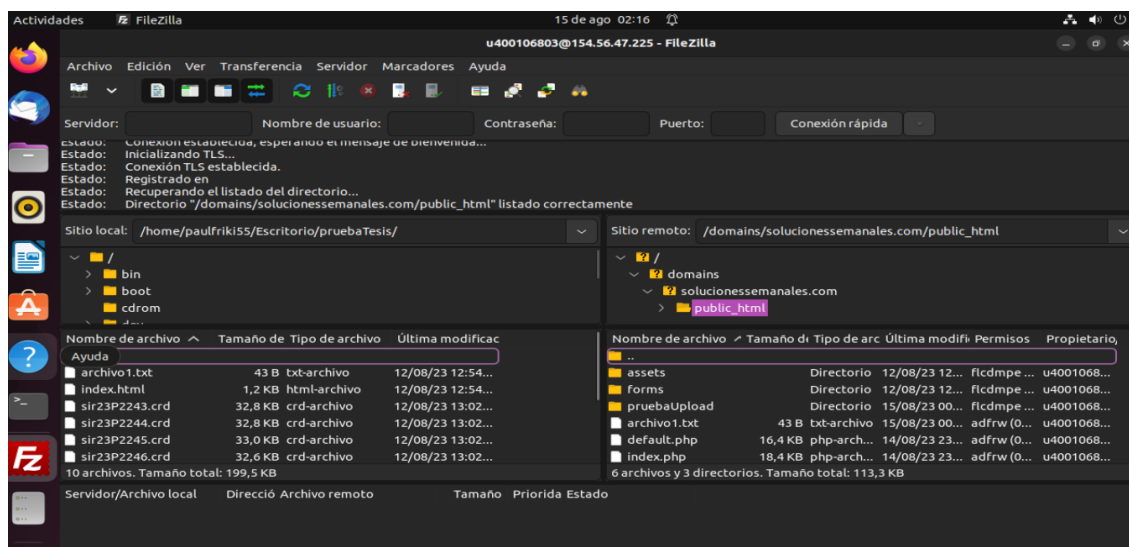 Actividades FileZilla 15 de ago 02:16
u400106803@154.56.47.225 - FileZilla
Archivo Edición Ver Transferencia Servidor Marcadores Ayuda
Servidor: Nombre de usuario: Contraseña: Puerto: Conexión rápida
Estado: Conexión establecida, esperando el mensaje de bienvenida...
Estado: Inicializando TLS...
Estado: Conexión TLS establecida.
Estado: Registrado en
Estado: Recuperando el listado del directorio...
Estado: Directorio "/domains/solucionessemanales.com/public_html" listado correctamente
Sitio local: /home/paulfriki55/Escritorio/pruebaTesis/ Sitio remoto: /domains/solucionessemanales.com/public_html
/ /
bin domains
boot solucionessemanales.com
cdrom public_html
Nombre de archivo Tamaño de Tipo de archivo Última modificac Nombre de archivo Tamaño de Tipo de arc Última modifi Permisos Propietario,
Ayuda ..
archivo1.txt 43 B txt-archivo 12/08/23 12:54... assets Directorio 12/08/23 12... flcdmpe ... u4001068...
index.html 1,2 KB html-archivo 12/08/23 12:54... forms Directorio 12/08/23 12... flcdmpe ... u4001068...
sir23P2243.crd 32,8 KB crd-archivo 12/08/23 13:02... pruebaUpload Directorio 15/08/23 00... flcdmpe ... u4001068...
sir23P2244.crd 32,8 KB crd-archivo 12/08/23 13:02... archivo1.txt 43 B txt-archivo 15/08/23 00... adfrw (0... u4001068...
sir23P2245.crd 33,0 KB crd-archivo 12/08/23 13:02... default.php 16,4 KB php-arch... 14/08/23 23... adfrw (0... u4001068...
sir23P2246.crd 32,6 KB crd-archivo 12/08/23 13:02... index.php 18,4 KB php-arch... 14/08/23 23... adfrw (0... u4001068...
10 archivos. Tamaño total: 199,5 KB 6 archivos y 3 directorios. Tamaño total: 113,3 KB
Servidor/Archivo local Direcció Archivo remoto Tamaño Priorida Estado